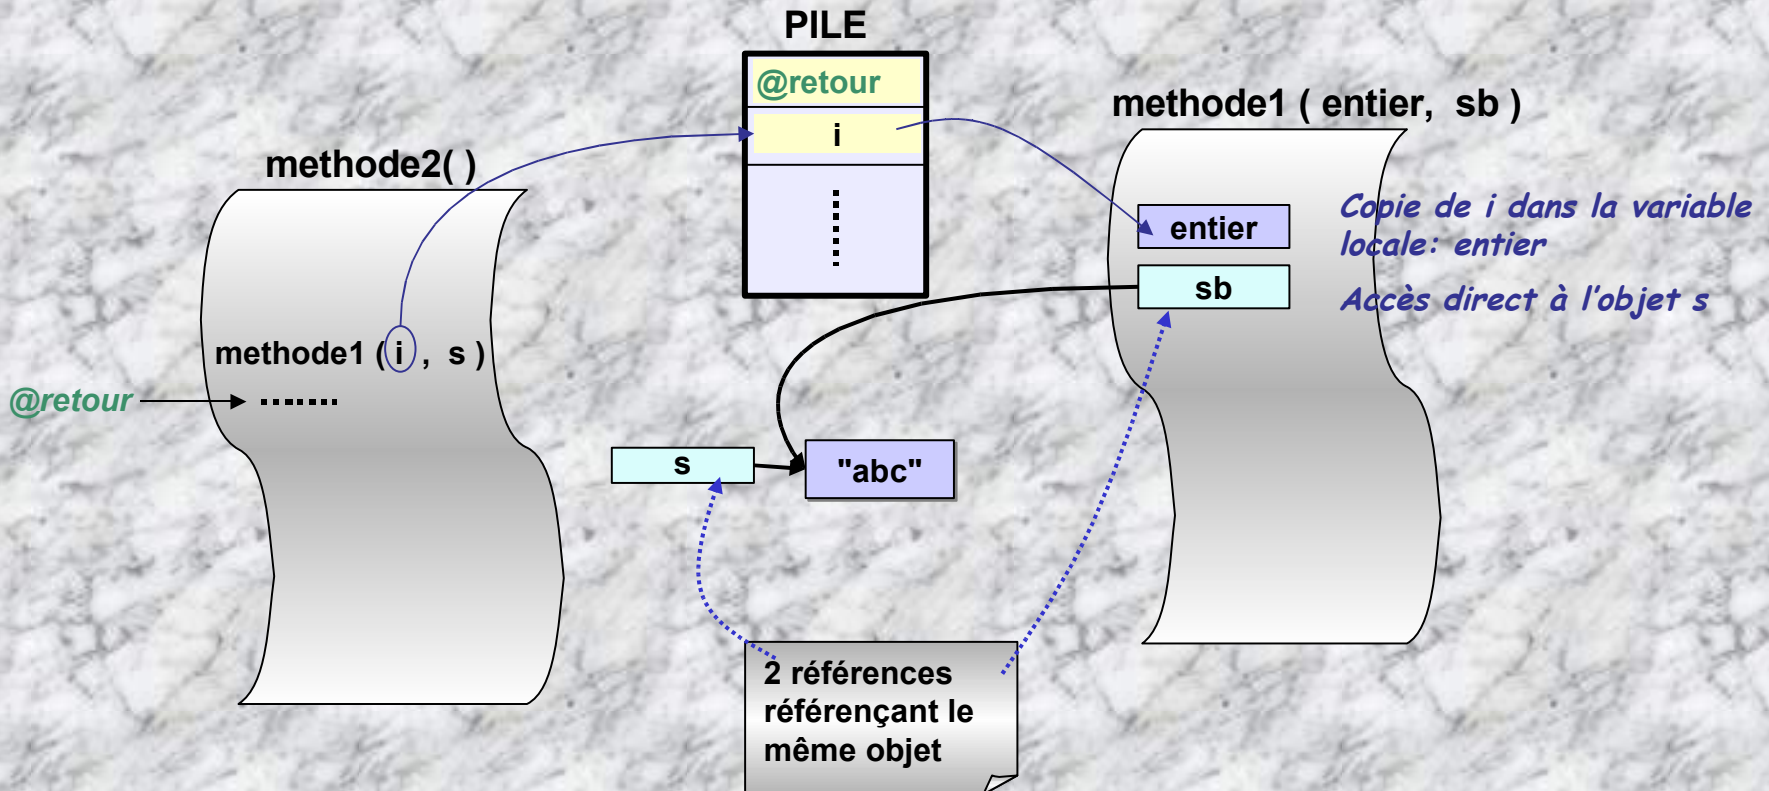 PILE
@retour
i
methode1 ( entier, sb )
methode2( )
entier
Copie de i dans la variable
locale: entier
sb
Accès direct à l'objet s
methode1 ( i , s )
@retour
s
"abc"
2 références
référençant le
même objet